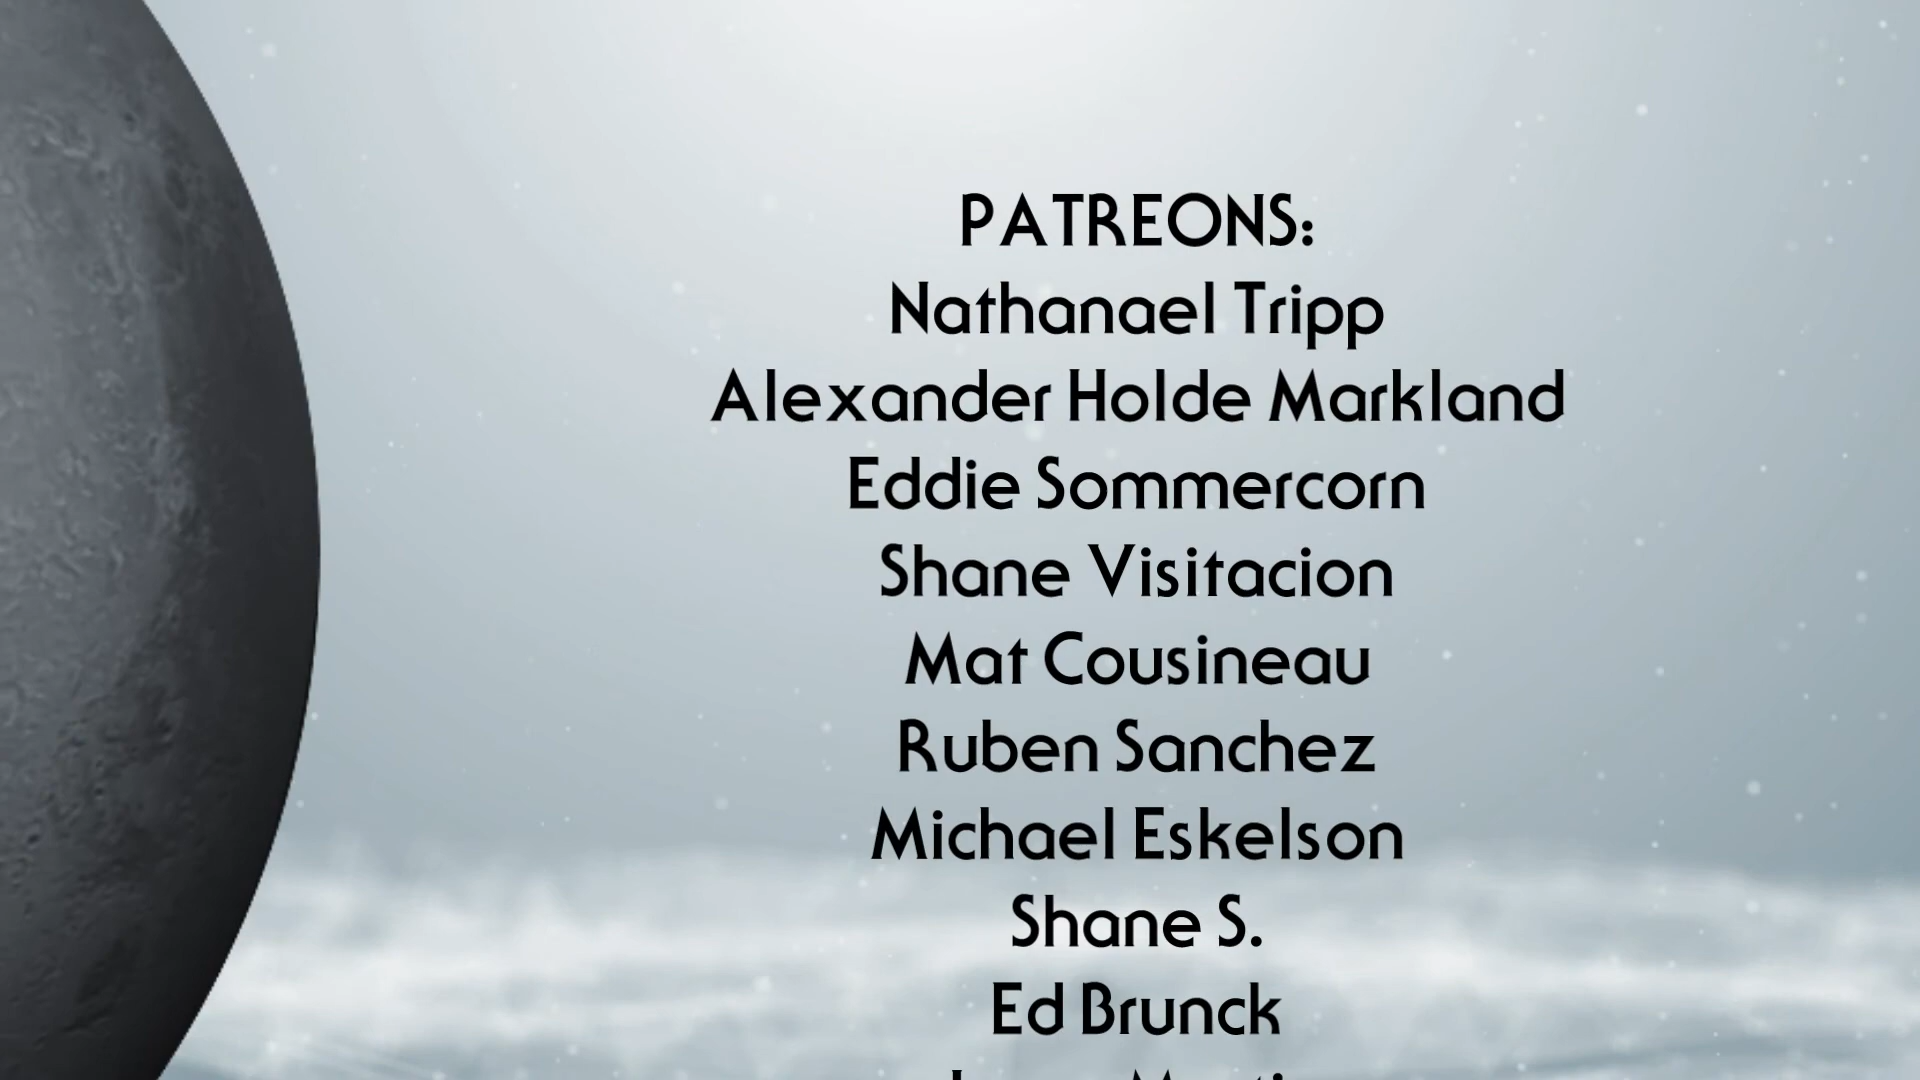 PATREONS:
Nathanael Tripp
Alexander Holde Markland
Eddie Sommercorn
Shane Visitacion
Mat Cousineau
Ruben Sanchez
Michael Eskelson
Shane S.
Ed Brunck